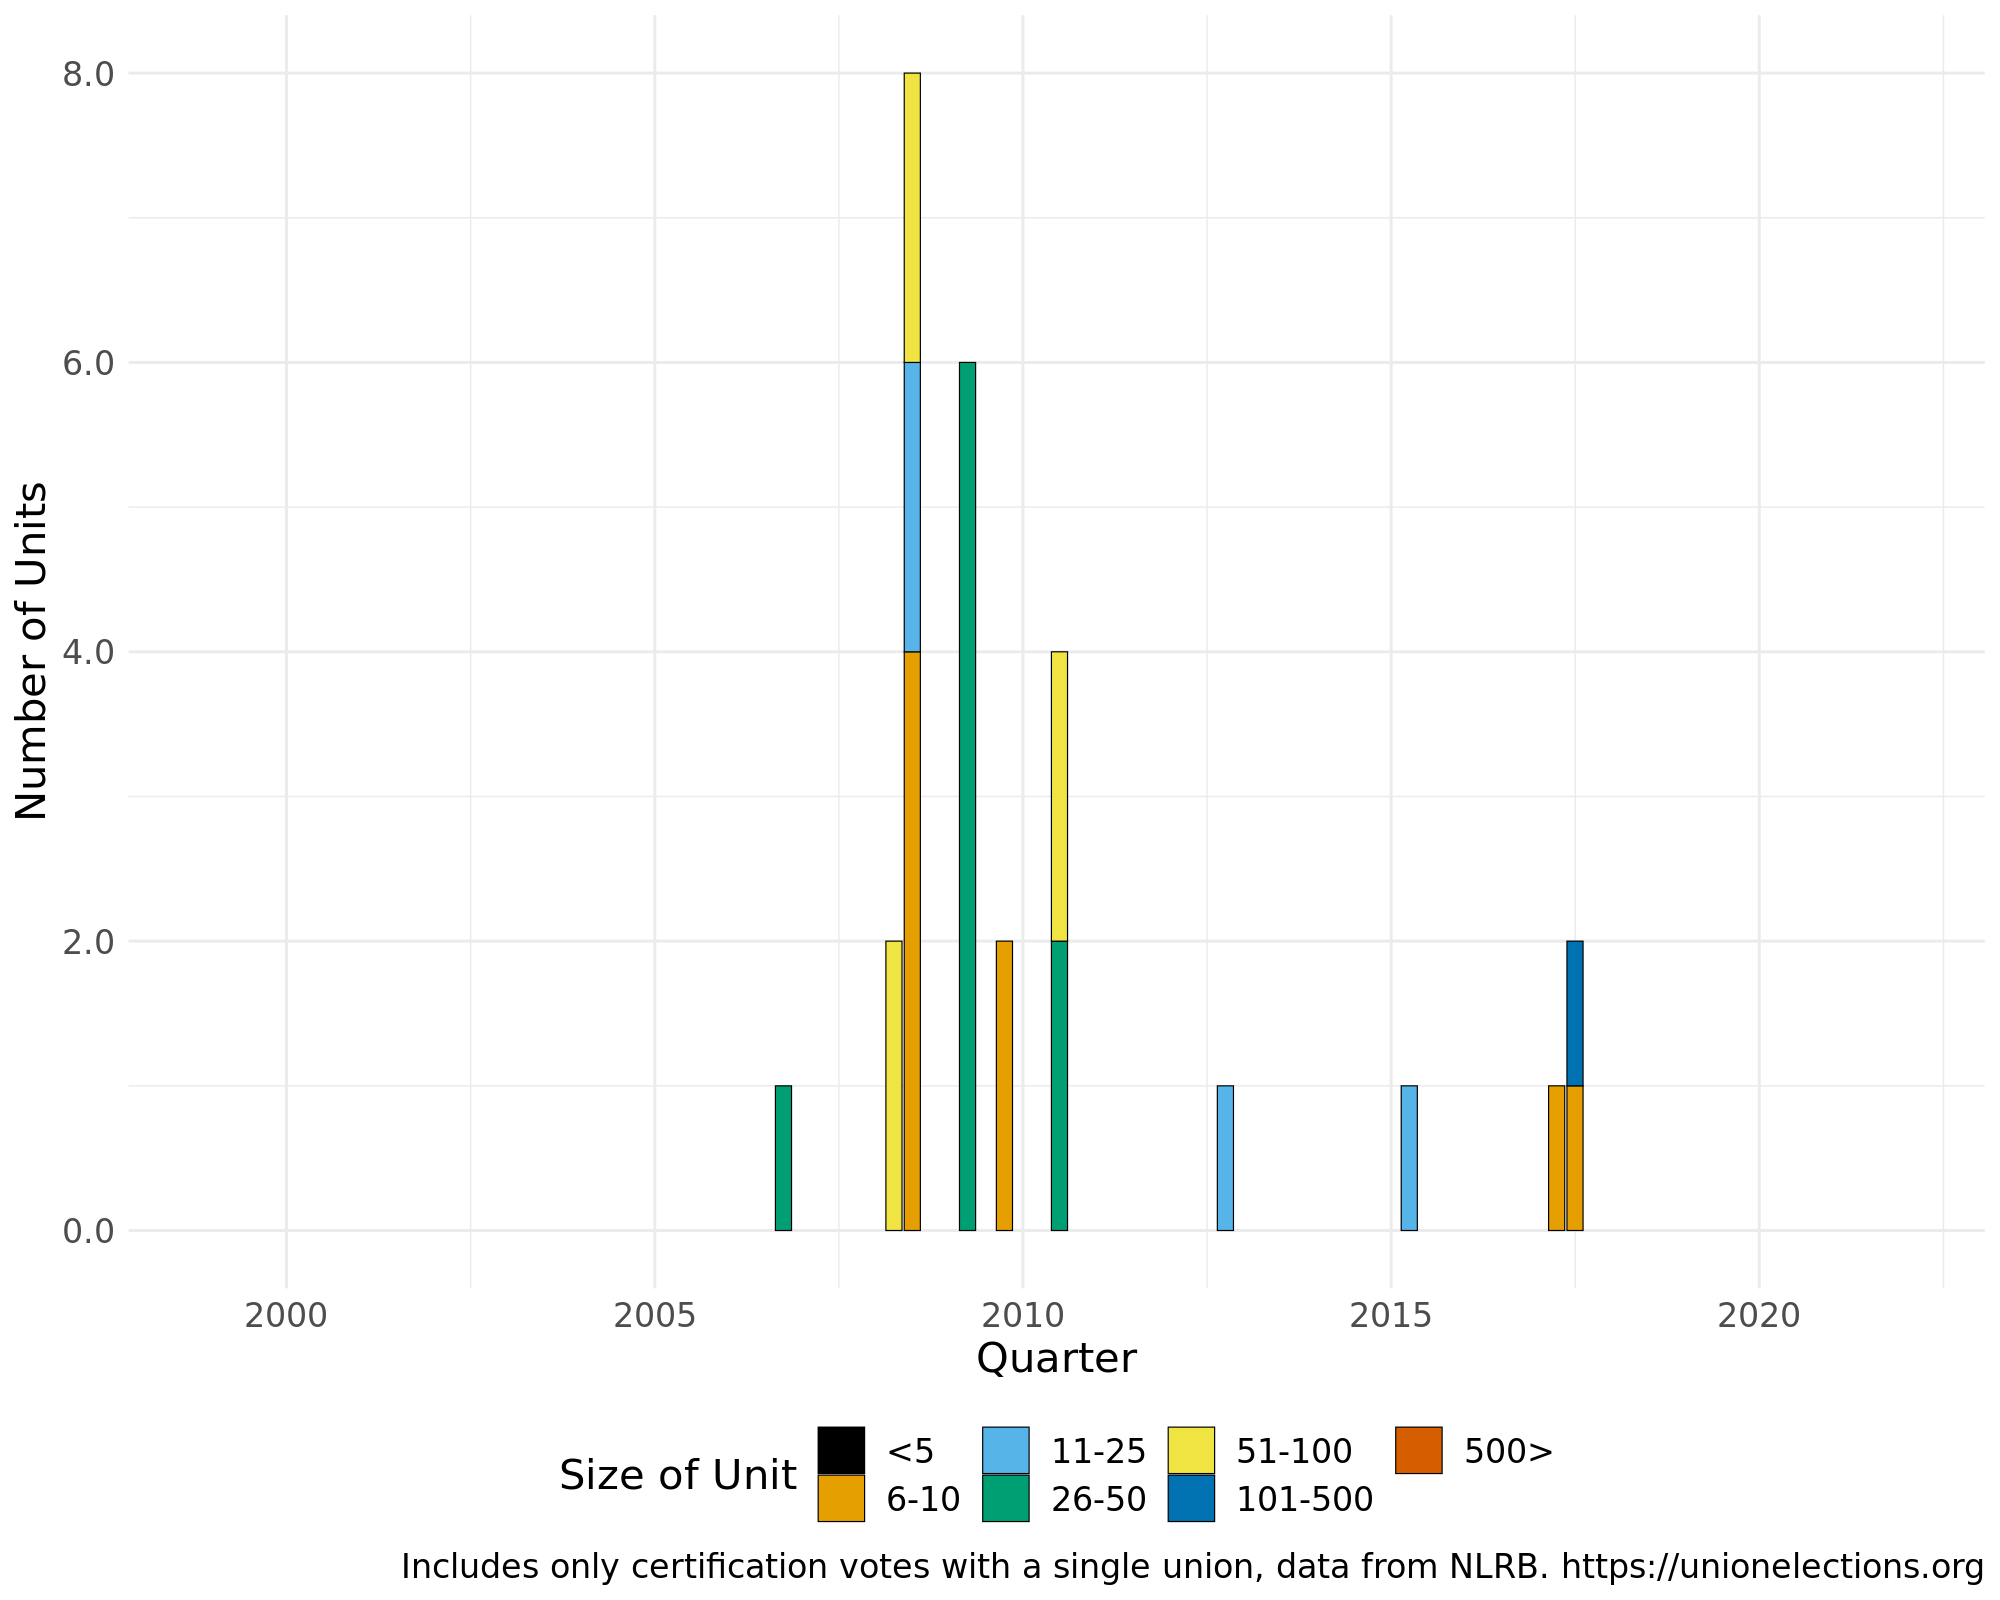 8.0
6.0
4.0
2.0
0.0
Number of Units
2000 2005 2010 2015 2020
Quarter
Size of Unit
<5 11-25 51-100 500>
6-10 26-50 101-500
Includes only certification votes with a single union, data from NLRB. https://unionelections.org